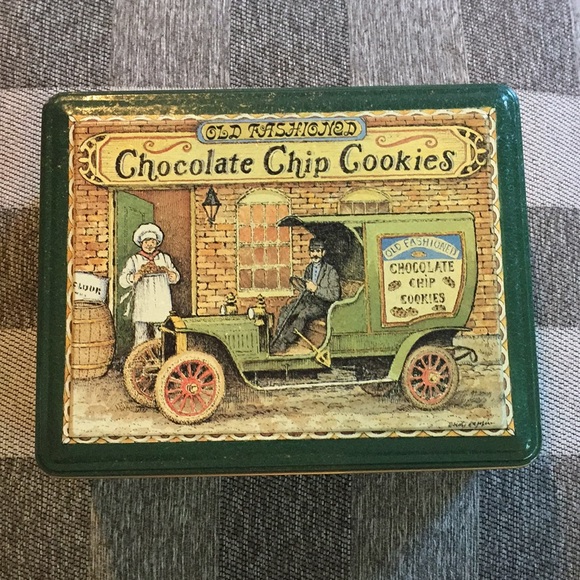 OLD FASHIONED
Chocolate Chip Cookies
OLD FASHIONED
CHOCOLATE
CHIP
COOKIES
FLOUR